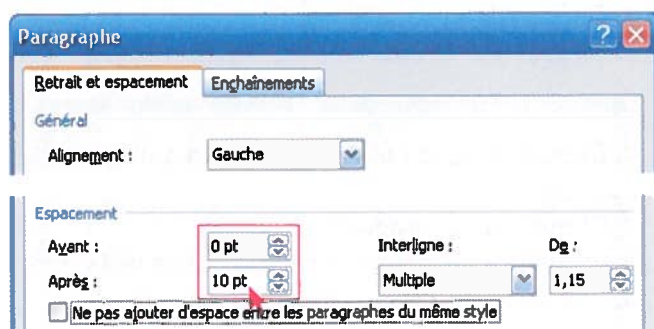 Paragraphe
Retrait et espacement Enchaînements
Général
Alignement : Gauche
Espacement
Avant : 0 pt Interligne : De :
Après : 10 pt Multiple 1,15
Ne pas ajouter d'espace entre les paragraphes du même style